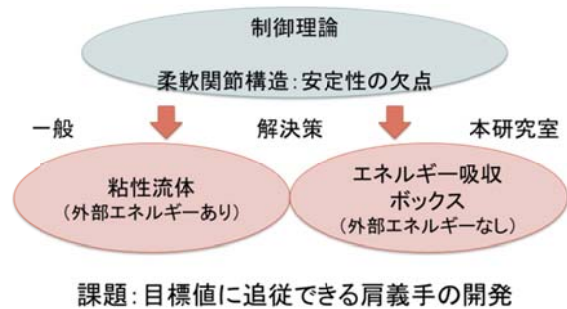 制御理論
柔軟関節構造：安定性の欠点
一般 解決策 本研究室
粘性流体
（外部エネルギーあり）
エネルギー吸収
ボックス
（外部エネルギーなし）
課題：目標値に追従できる肩義手の開発